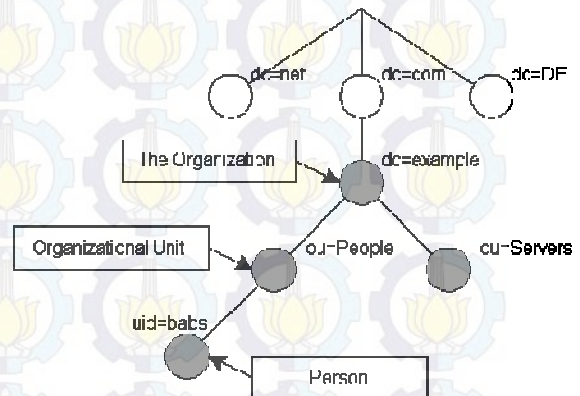 dc=net dc=com dc=DE
The Organization dc=example
Organizational Unit ou=People ou=Servers
uid=babs
Person